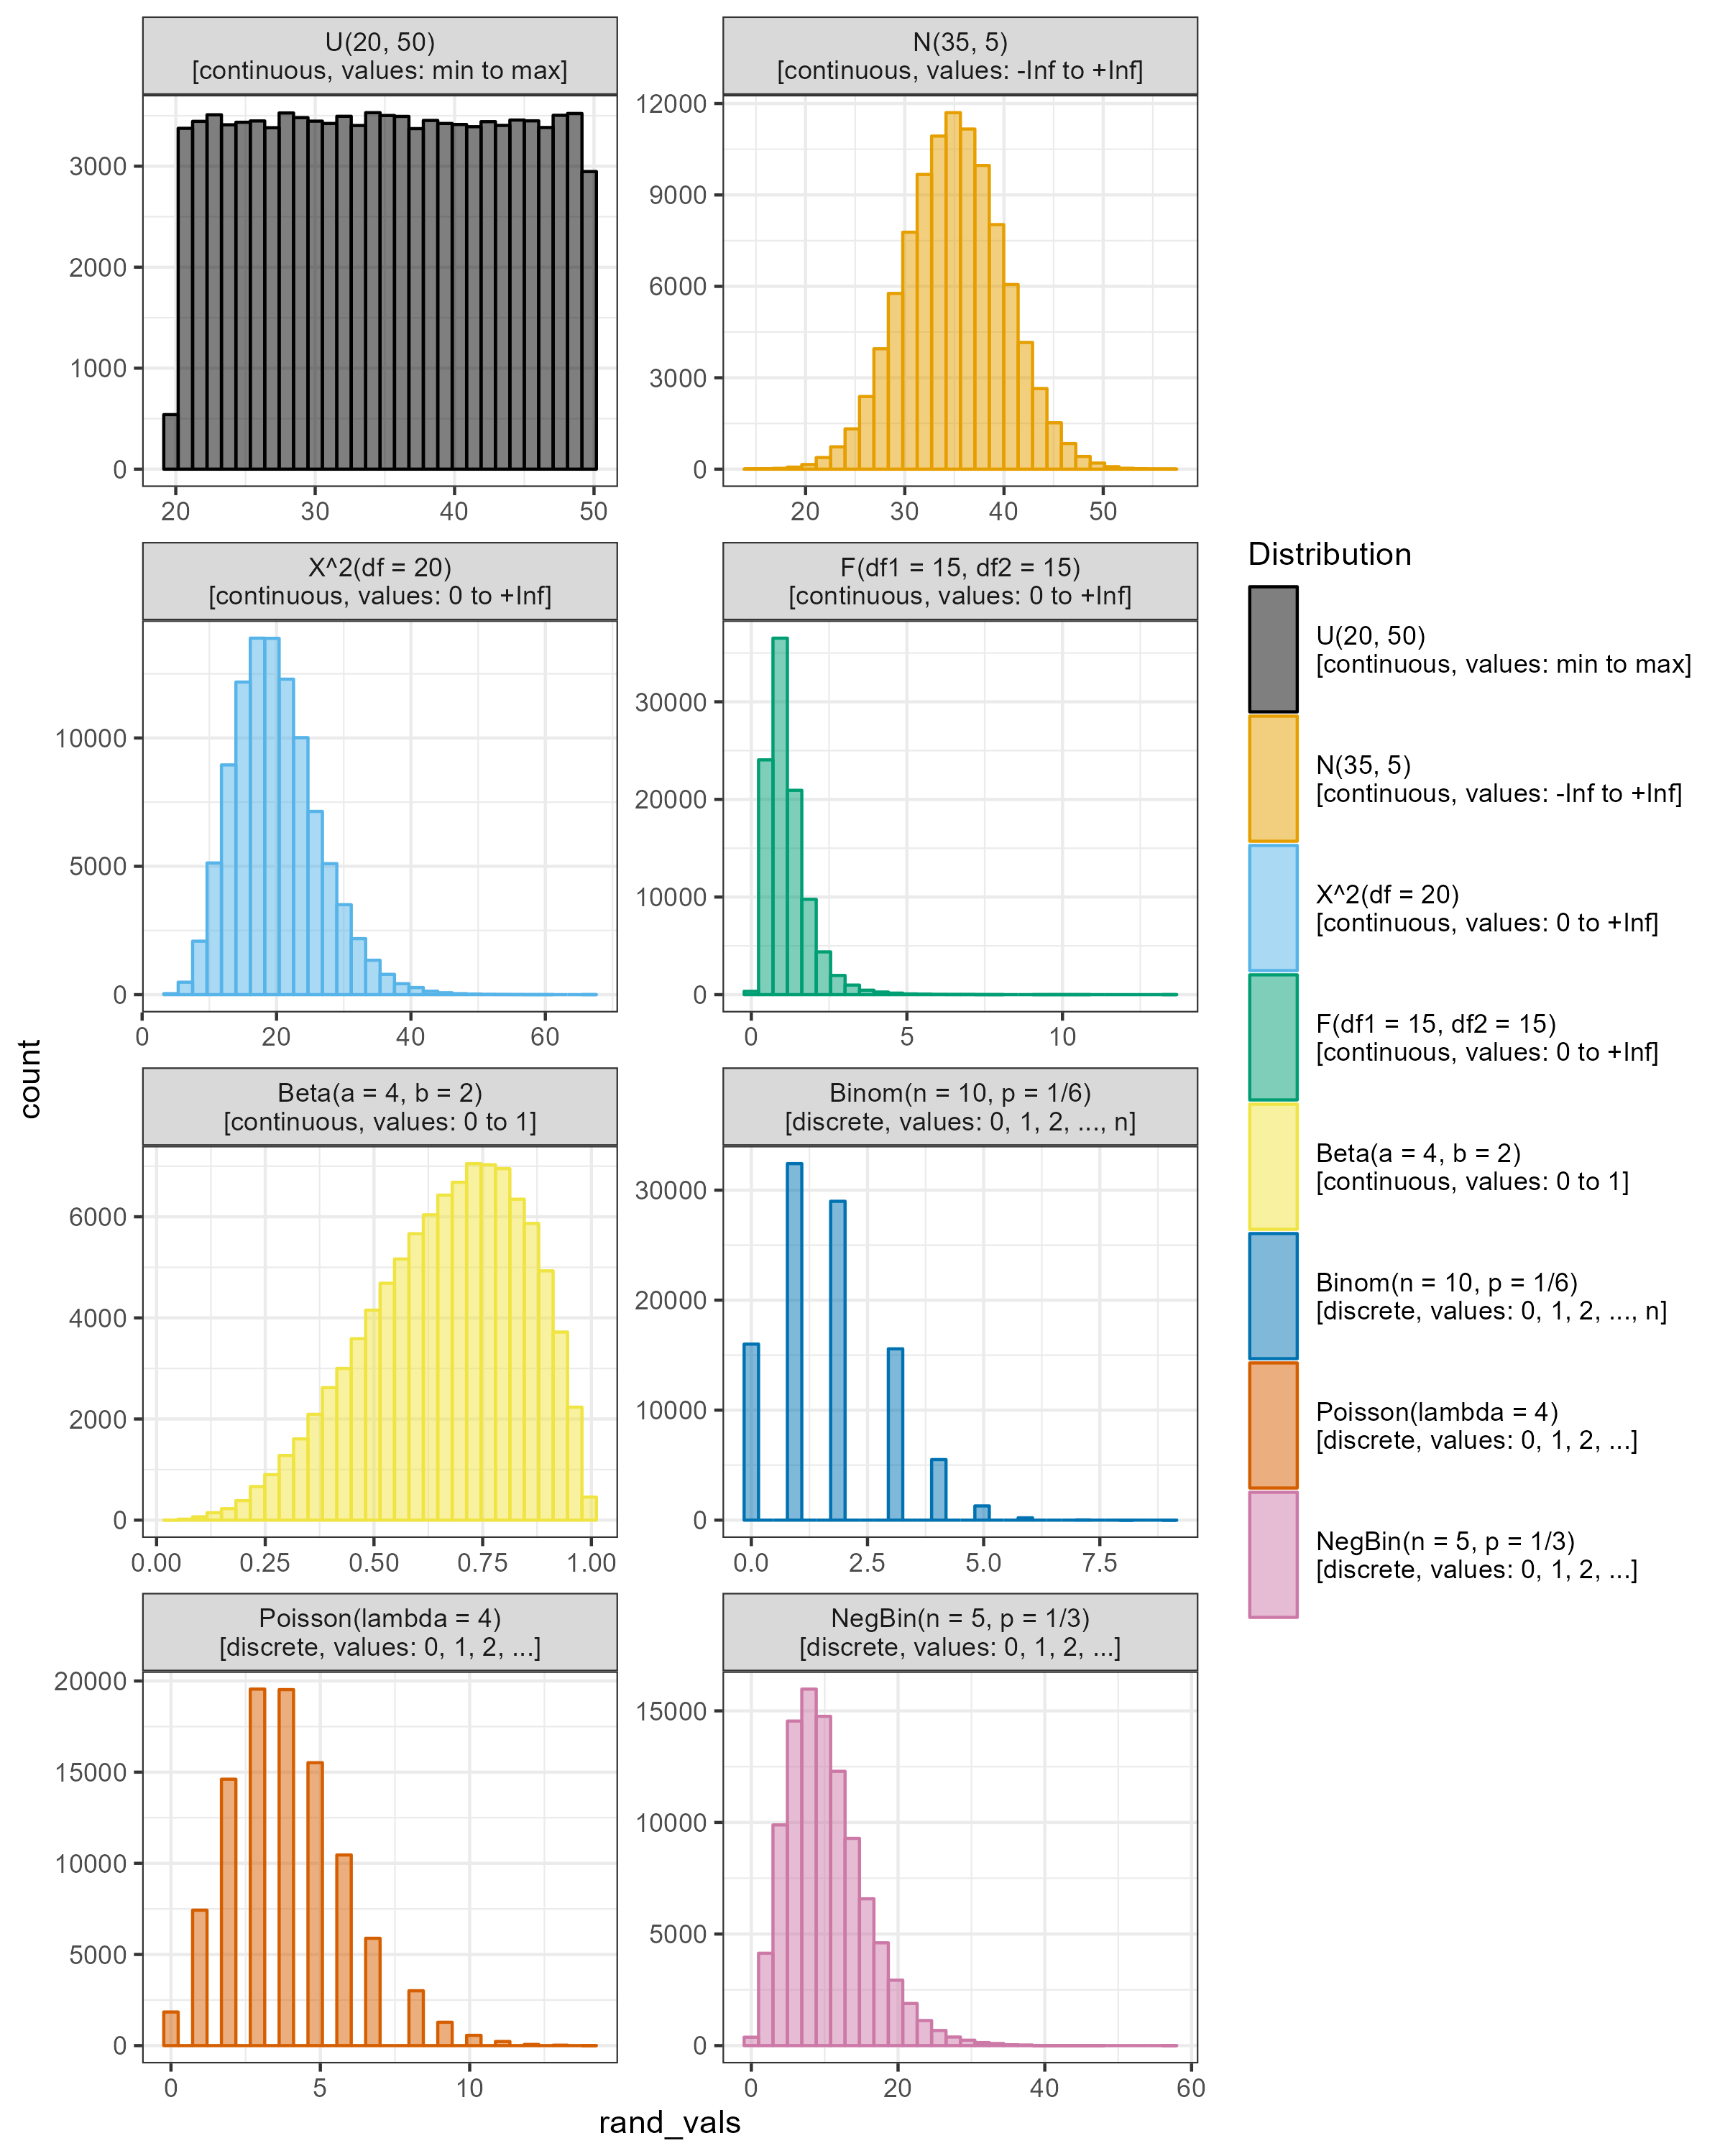 U(20, 50)
[continuous, values: min to max]
N(35, 5)
[continuous, values: -Inf to +Inf]
3000
2000
1000
0
20 30 40 50
12000
9000
6000
3000
0
20 30 40 50
X^2(df = 20)
[continuous, values: 0 to +Inf]
F(df1 = 15, df2 = 15)
[continuous, values: 0 to +Inf]
10000
5000
0
0 20 40 60
30000
20000
10000
0
0 5 10
Beta(a = 4, b = 2)
[continuous, values: 0 to 1]
Binom(n = 10, p = 1/6)
[discrete, values: 0, 1, 2, ..., n]
6000
4000
2000
0
0.00 0.25 0.50 0.75 1.00
30000
20000
10000
0
0.0 2.5 5.0 7.5
Poisson(lambda = 4)
[discrete, values: 0, 1, 2, ...]
NegBin(n = 5, p = 1/3)
[discrete, values: 0, 1, 2, ...]
20000
15000
10000
5000
0
0 5 10
15000
10000
5000
0
0 20 40 60
count
rand_vals
Distribution
U(20, 50)
[continuous, values: min to max]
N(35, 5)
[continuous, values: -Inf to +Inf]
X^2(df = 20)
[continuous, values: 0 to +Inf]
F(df1 = 15, df2 = 15)
[continuous, values: 0 to +Inf]
Beta(a = 4, b = 2)
[continuous, values: 0 to 1]
Binom(n = 10, p = 1/6)
[discrete, values: 0, 1, 2, ..., n]
Poisson(lambda = 4)
[discrete, values: 0, 1, 2, ...]
NegBin(n = 5, p = 1/3)
[discrete, values: 0, 1, 2, ...]